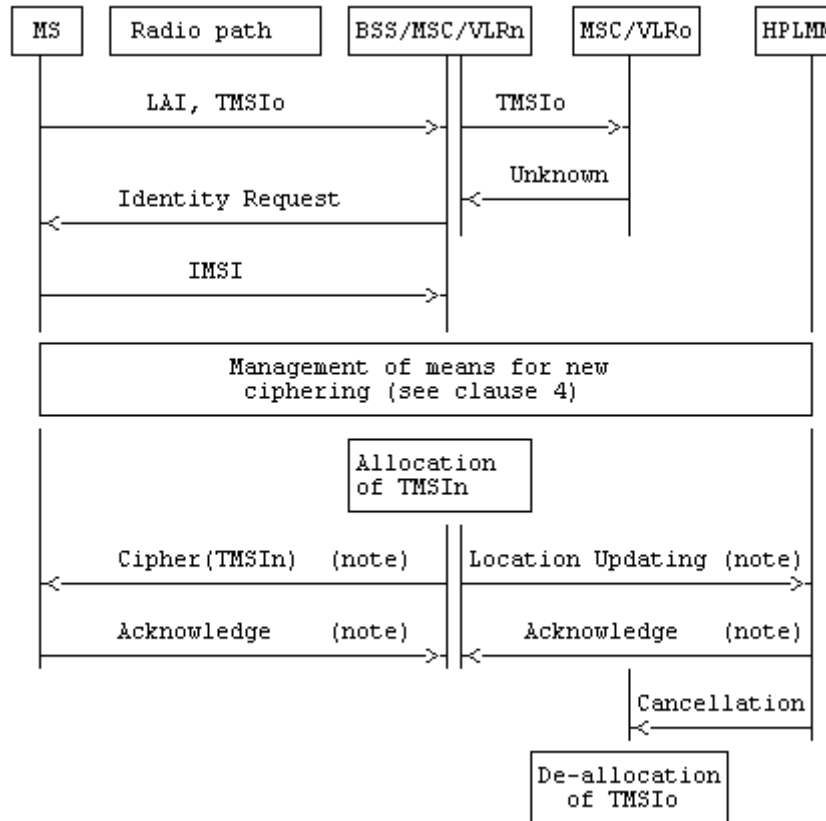 MS Radio path BSS/MSC/VLRn MSC/VLRo HPLMN
LAI, TMSIo TMSIo
Unknown
Identity Request
IMSI
Management of means for new
ciphering (see clause 4)
Allocation
of TMSIn
Cipher(TMSIn) (note) Location Updating (note)
Acknowledge (note) Acknowledge (note)
Cancellation
De-allocation
of TMSIo